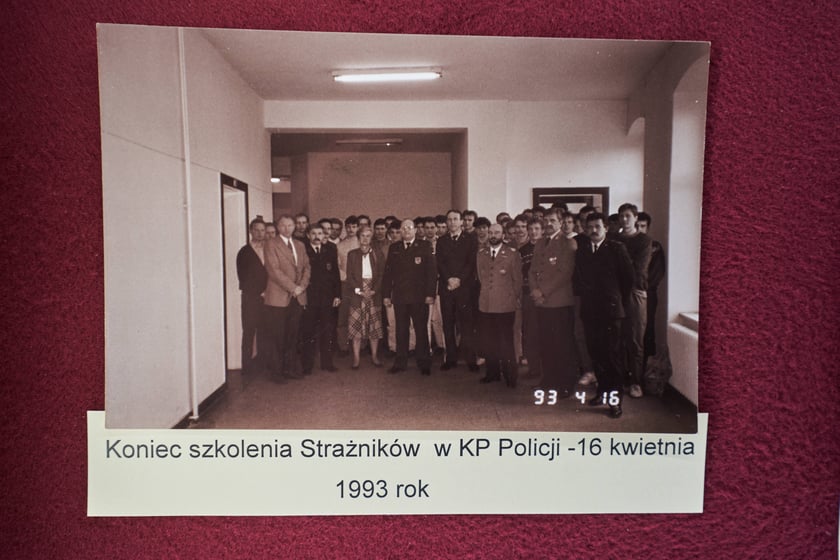 93 4 16
Koniec szkolenia Strażników w KP Policji -16 kwietnia
1993 rok